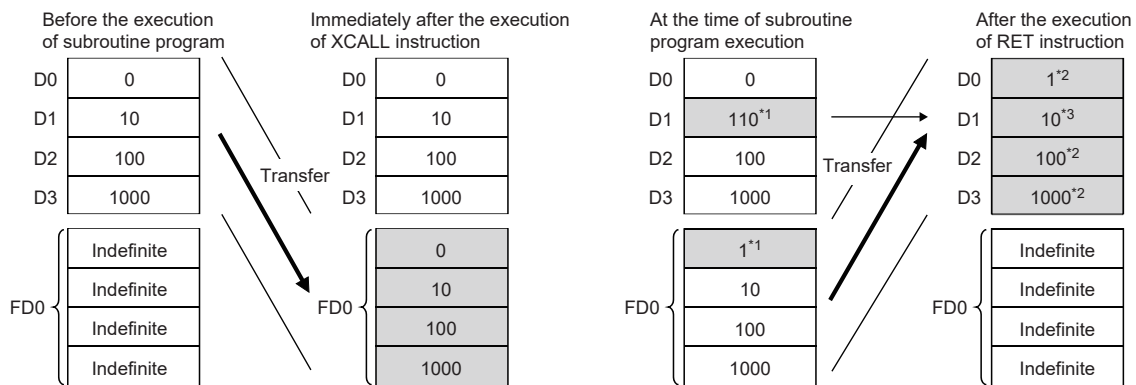 Before the execution
of subroutine program
Immediately after the execution
of XCALL instruction
At the time of subroutine
program execution
After the execution
of RET instruction
D0 0 0 D0 0 D0 1*2
D1 10 10 D1 110*1 D1 10*3
D2 100 100 D2 100 D2 100*2
Transfer Transfer
D3 1000 1000 D3 1000 D3 1000*2
Indefinite 0 1*1 Indefinite
Indefinite 10 10 Indefinite
FD0 FD0 FD0 FD0
Indefinite 100 100 Indefinite
Indefinite 1000 1000 Indefinite